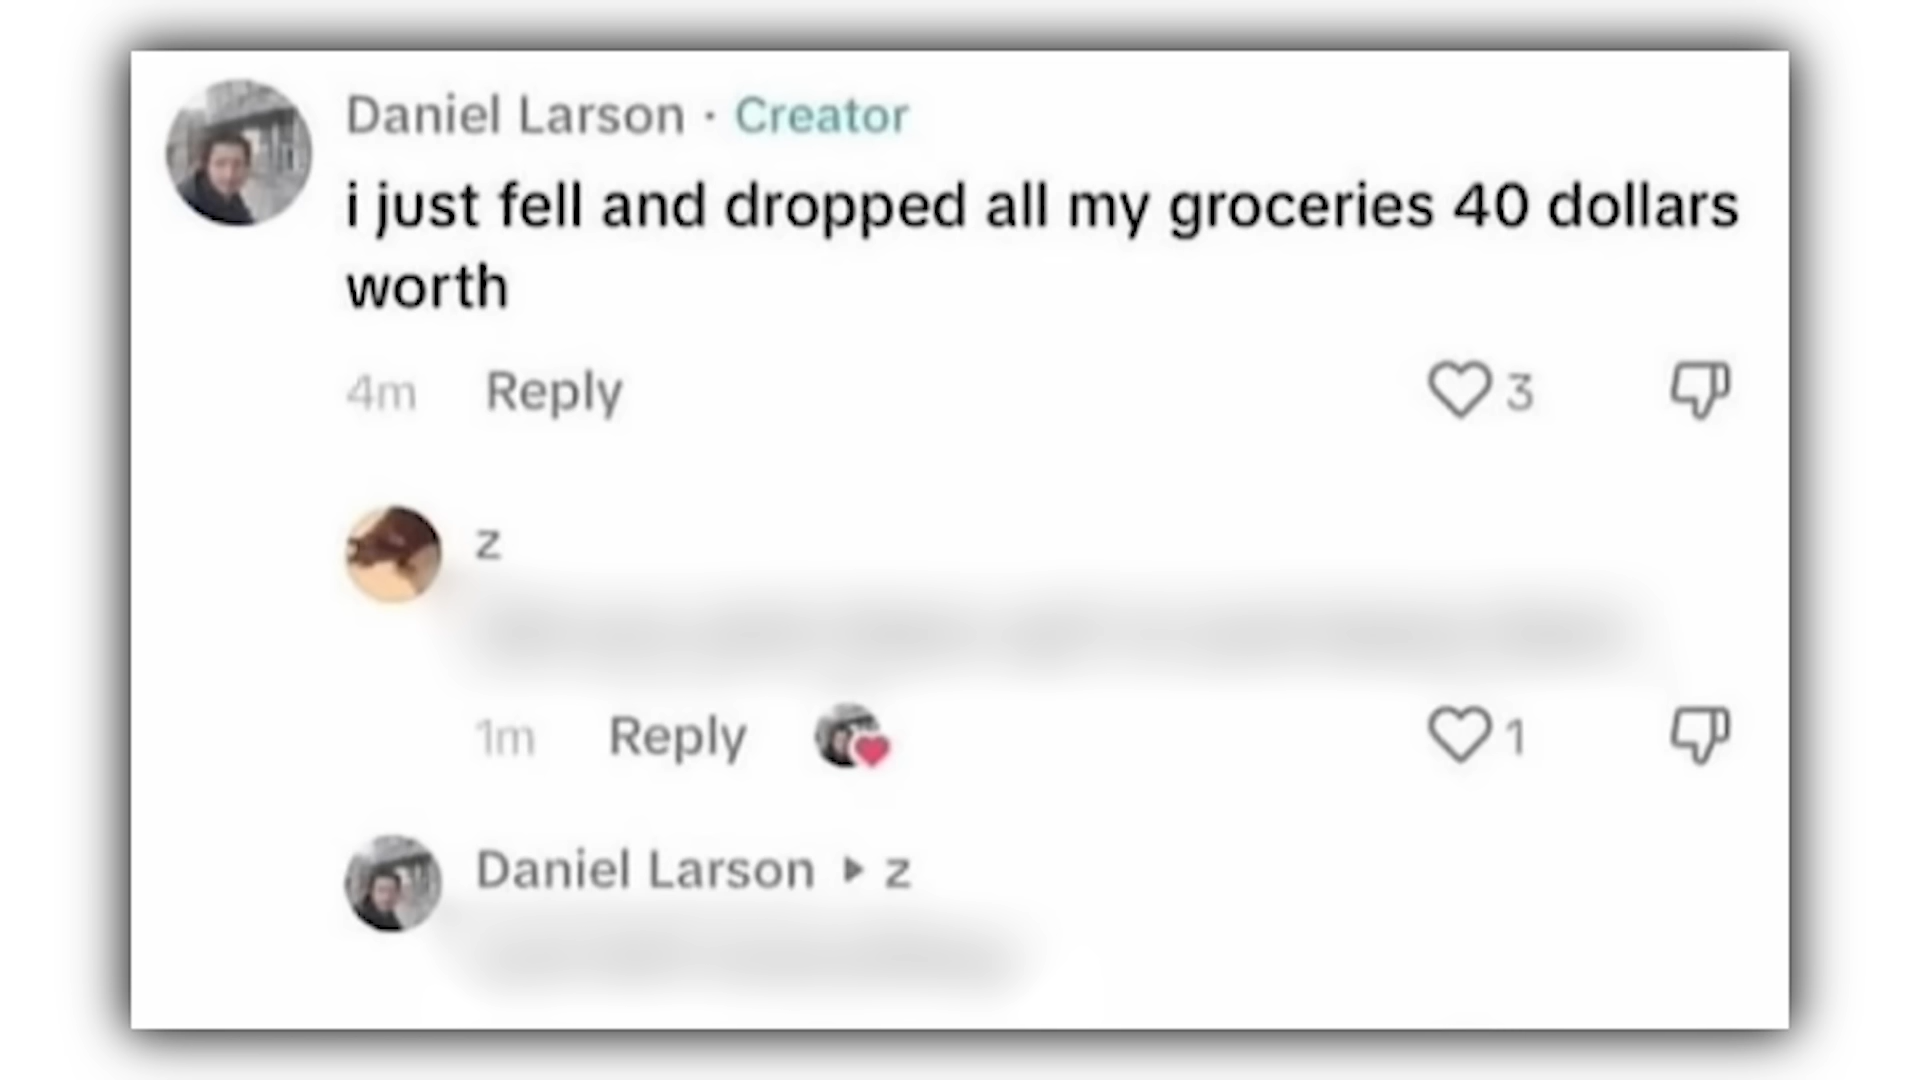 Daniel Larson · Creator
i just fell and dropped all my groceries 40 dollars
worth
4m Reply 3
z
1m Reply 1
Daniel Larson ▸ z